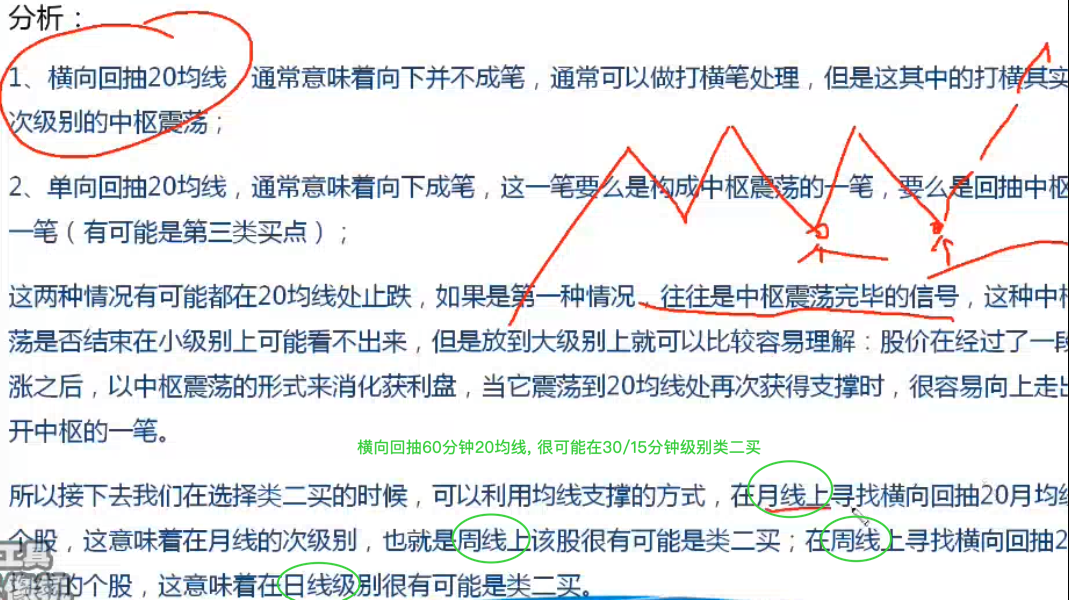 分析：
1、横向回抽20均线，通常意味着向下并不成笔，通常可以做打横笔处理，但是这其中的打横其实
次级别的中枢震荡；
2、单向回抽20均线，通常意味着向下成笔，这一笔要么是构成中枢震荡的一笔，要么是回抽中枢
一笔（有可能是第三类买点）；
这两种情况有可能都在20均线处止跌，如果是第一种情况，往往是中枢震荡完毕的信号，这种中枢
荡是否结束在小级别上可能看不出来，但是放到大级别上就可以比较容易理解：股价在经过了一段
涨之后，以中枢震荡的形式来消化获利盘，当它震荡到20均线处再次获得支撑时，很容易向上走出
开中枢的一笔。
横向回抽60分钟20均线, 很可能在30/15分钟级别类二买
所以接下去我们在选择类二买的时候，可以利用均线支撑的方式，在月线上寻找横向回抽20月均线
个股，这意味着在月线的次级别，也就是周线上该股很有可能是类二买；在周线上寻找横向回抽2
均线的个股，这意味着在日线级别很有可能是类二买。
工具